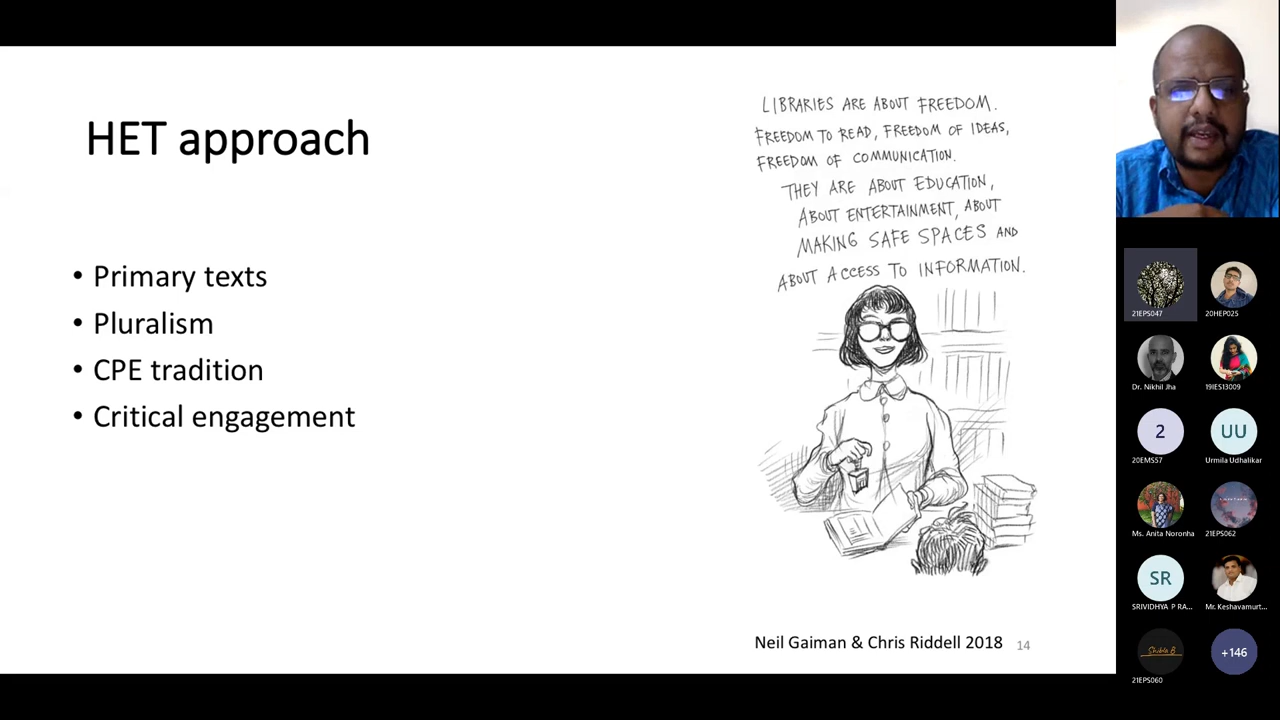 HET approach
• Primary texts
• Pluralism
• CPE tradition
• Critical engagement
LIBRARIES ARE ABOUT FREEDOM.
FREEDOM TO READ, FREEDOM OF IDEAS,
FREEDOM OF COMMUNICATION.
THEY ARE ABOUT EDUCATION,
ABOUT ENTERTAINMENT, ABOUT
MAKING SAFE SPACES AND
ABOUT ACCESS TO INFORMATION.
Neil Gaiman & Chris Riddell 2018
14
21EPS047
20HEP025
Dr. Nikhil Jha
19IES13009
2
20EMS57
UU
Urmila Udhalikar
Ms. Anita Noronha
21EPS062
SR
SRIVIDHYA P RA...
Mr. Keshavamurt...
Shibla B
21EPS060
+146